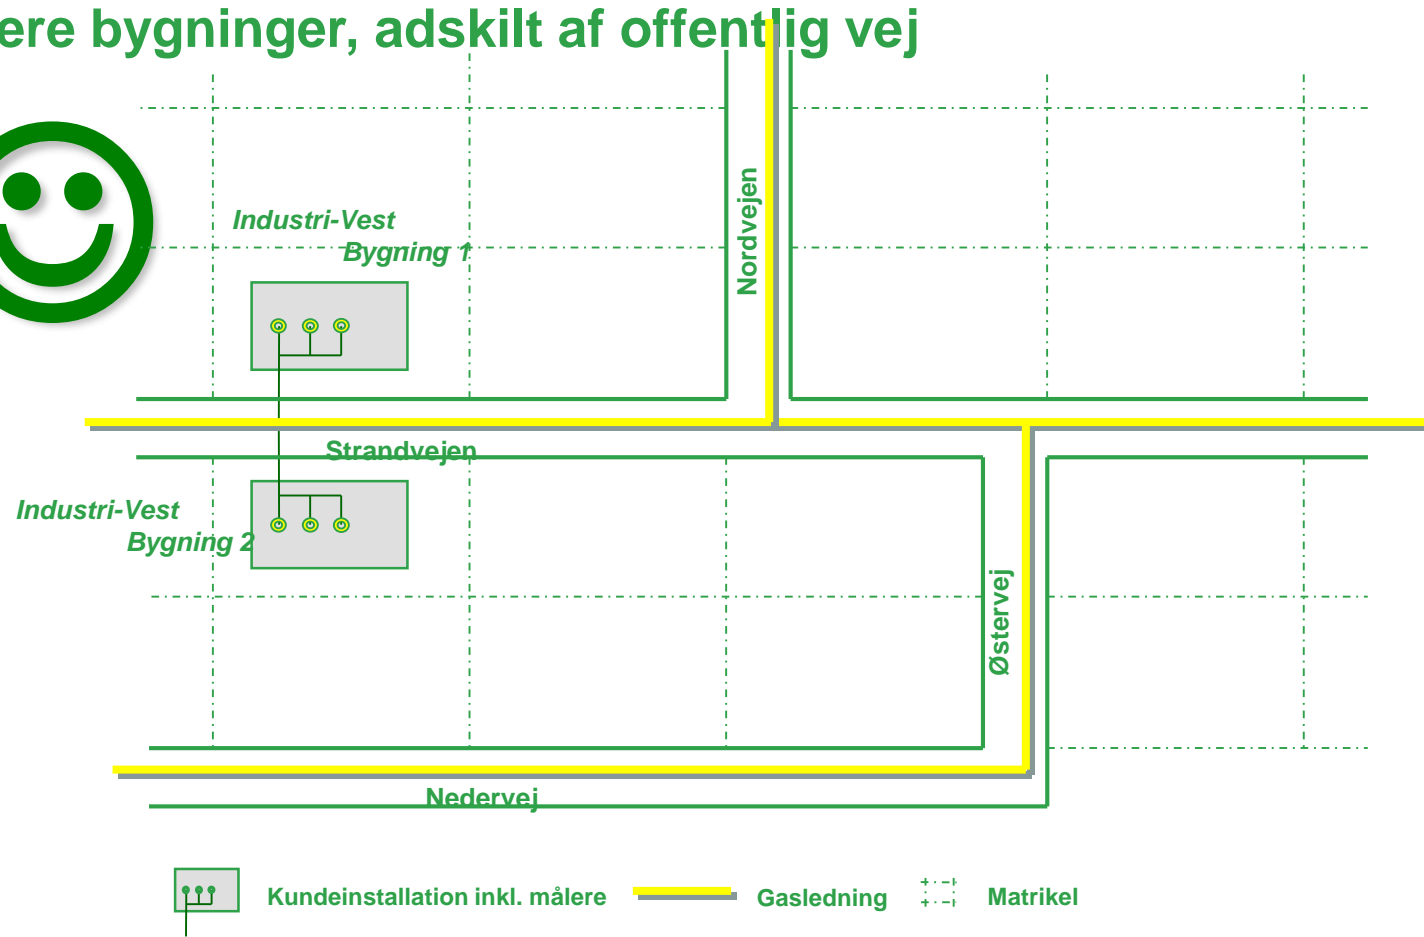 ere bygninger, adskilt af offentlig vej
Industri-Vest
Bygning 1
Nordvejen
Strandvejen
Industri-Vest
Bygning 2
Østervej
Nedervej
Kundeinstallation inkl. målere
Gasledning
Matrikel